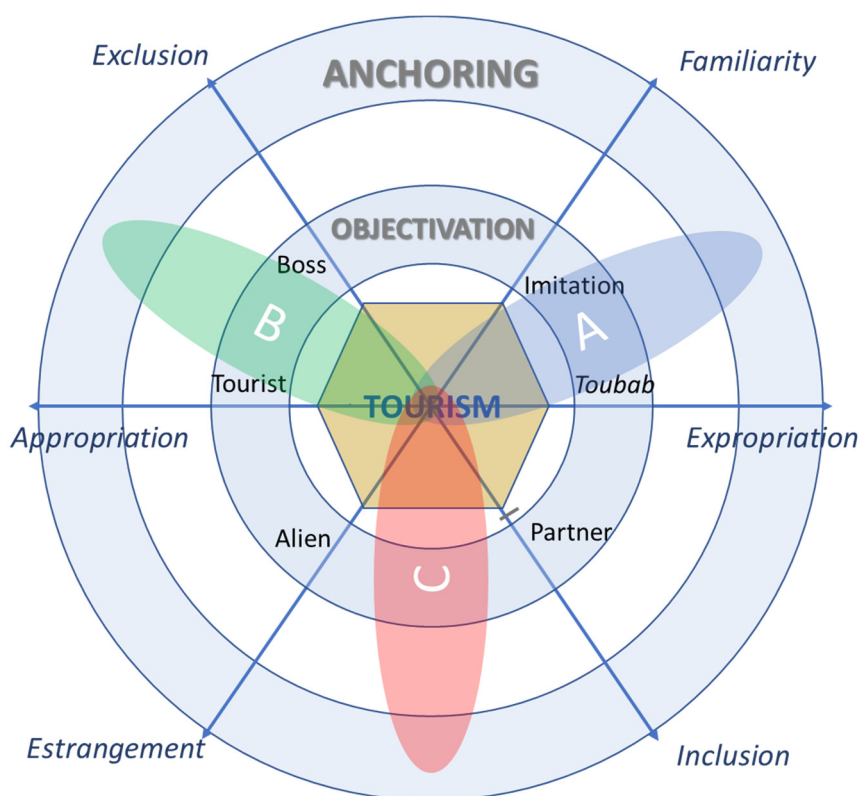 Exclusion
ANCHORING
Familiarity
OBJECTIVATION
Boss
Imitation
B
A
Tourist
TOURISM
Toubab
Appropriation
Expropriation
Alien
Partner
C
Estrangement
Inclusion